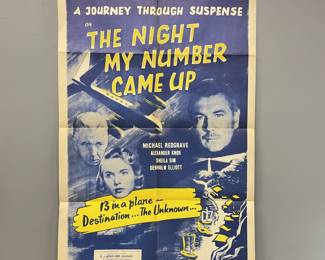 A JOURNEY THROUGH SUSPENSE
ON
THE NIGHT
MY NUMBER
CAME UP
MICHAEL REDGRAVE
ALEXANDER KNOX
SHEILA SIM
DENHOLM ELLIOTT
13 in a plane...
Destination... The Unknown...